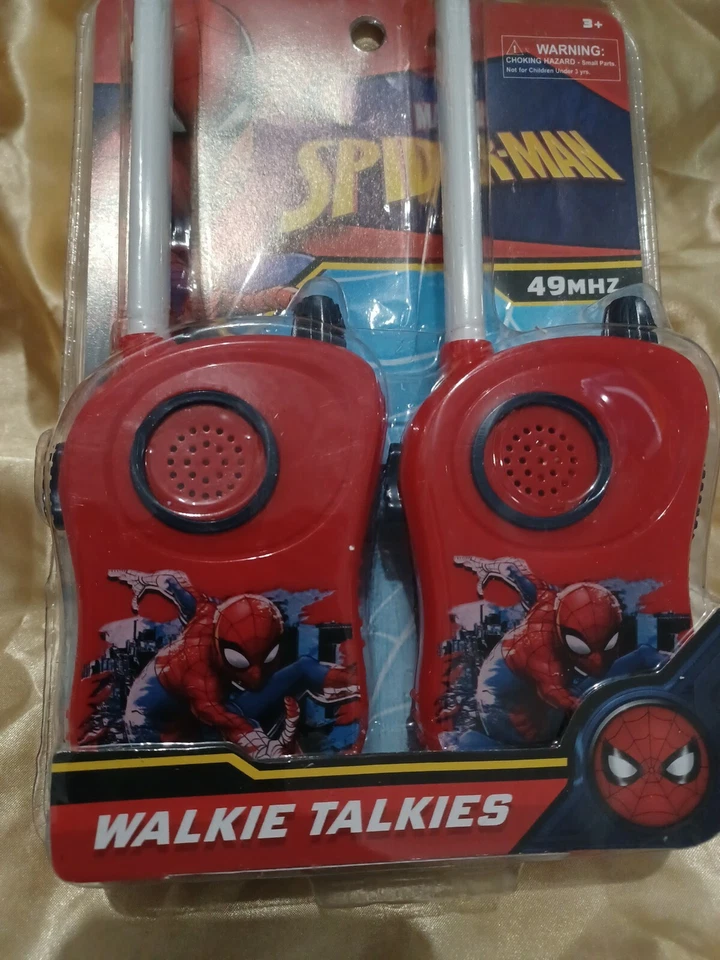 3+
WARNING:
CHOKING HAZARD - Small Parts.
Not for Children Under 3 yrs.
SPIDER-MAN
49MHZ
WALKIE TALKIES